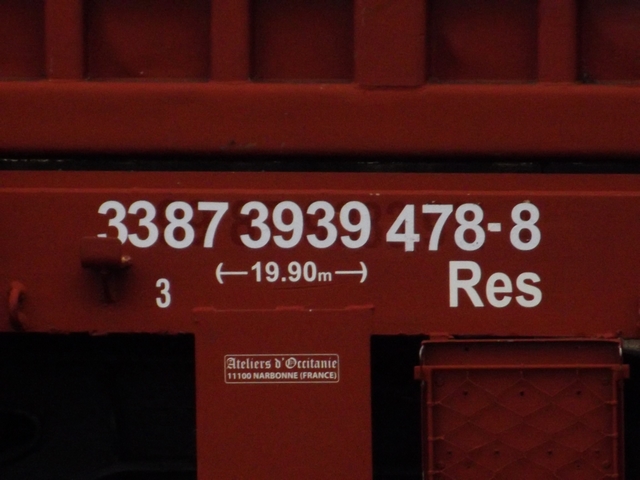 3387 3939 478-8
(—19.90m—)
3
Res
Ateliers d'Occitanie
11100 NARBONNE (FRANCE)